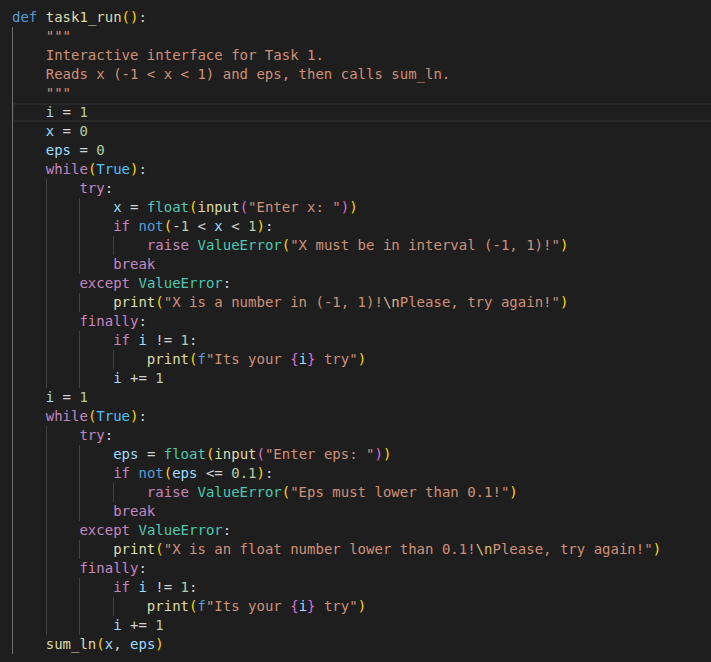 def task1_run():
    """
    Interactive interface for Task 1.
    Reads x (-1 < x < 1) and eps, then calls sum_ln.
    """
    i = 1
    x = 0
    eps = 0
    while(True):
        try:
            x = float(input("Enter x: "))
            if not(-1 < x < 1):
                raise ValueError("X must be in interval (-1, 1)!")
            break
        except ValueError:
            print("X is a number in (-1, 1)!\nPlease, try again!")
        finally:
            if i != 1:
                print(f"Its your {i} try")
            i += 1
    i = 1
    while(True):
        try:
            eps = float(input("Enter eps: "))
            if not(eps <= 0.1):
                raise ValueError("Eps must lower than 0.1!")
            break
        except ValueError:
            print("X is an float number lower than 0.1!\nPlease, try again!")
        finally:
            if i != 1:
                print(f"Its your {i} try")
            i += 1
    sum_ln(x, eps)